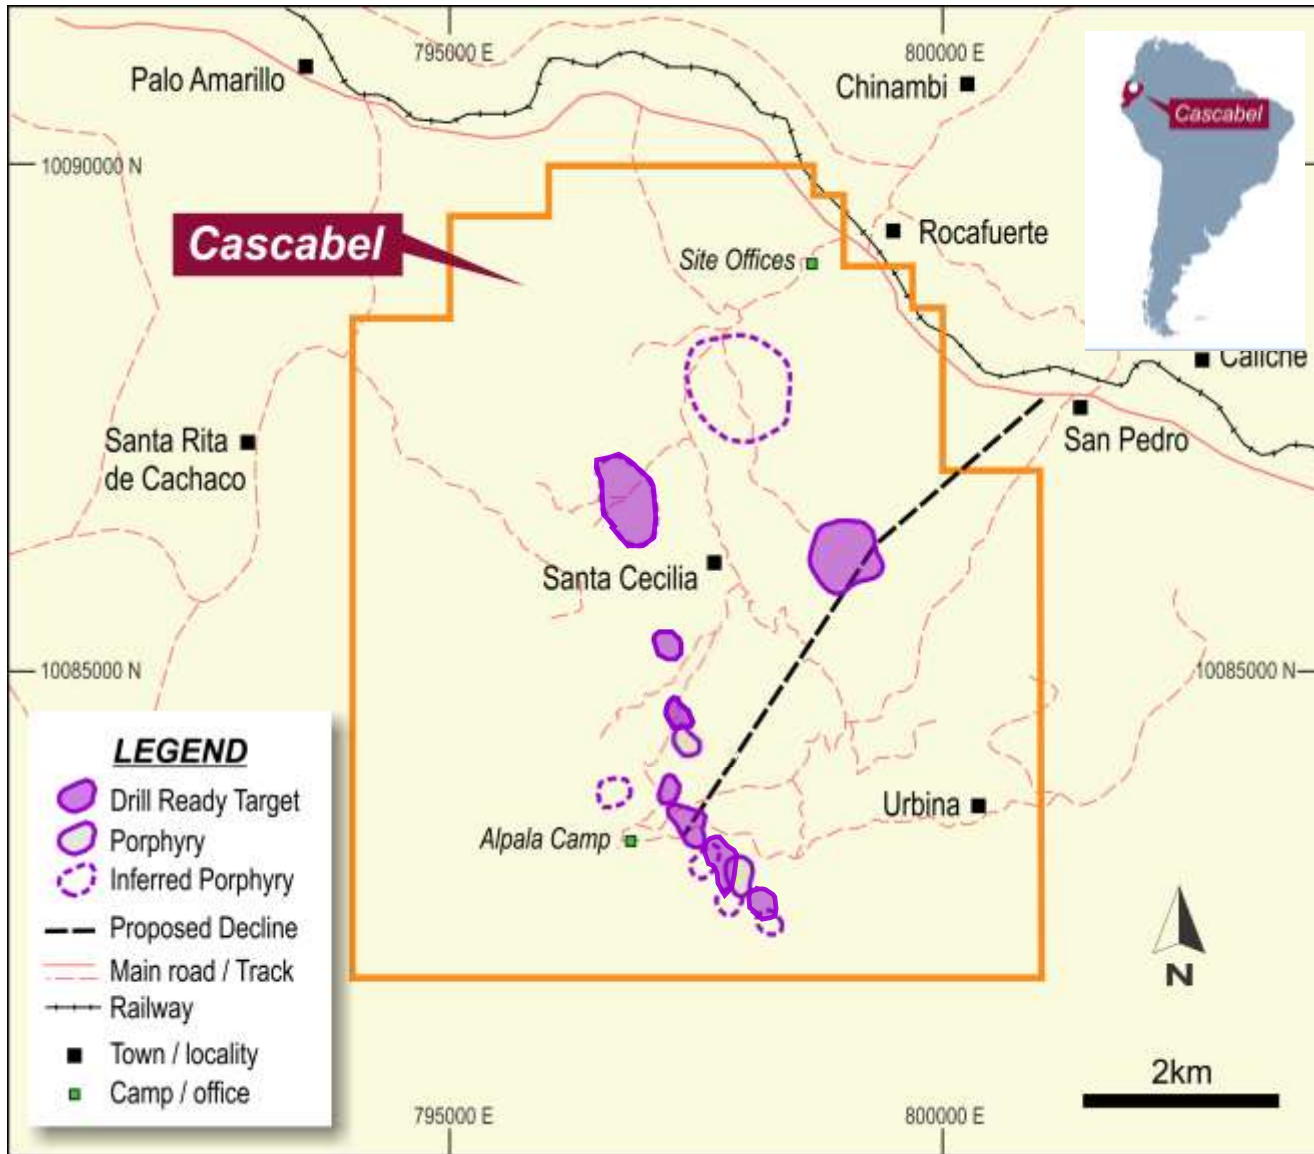 795000 E
800000 E
Palo Amarillo
Chinambi
Cascabel
10090000 N
Cascabel
Rocafuerte
Site Offices
Caliche
Santa Rita
de Cachaco
San Pedro
Santa Cecilia
10085000 N
10085000 N
LEGEND
Drill Ready Target
Porphyry
Inferred Porphyry
Proposed Decline
Main road / Track
Railway
Town / locality
Camp / office
Urbina
Alpala Camp
N
2km
795000 E
800000 E